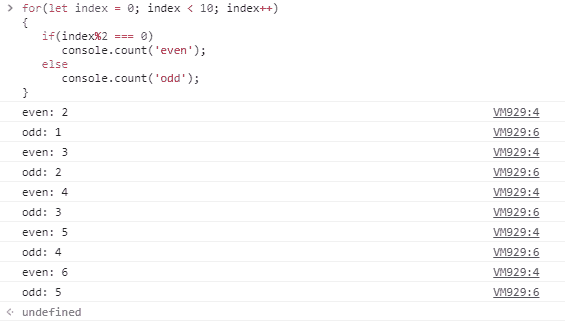 > for(let index = 0; index < 10; index++)
{
if(index%2 === 0)
console.count('even');
else
console.count('odd');
}
even: 2 VM929:4
odd: 1 VM929:6
even: 3 VM929:4
odd: 2 VM929:6
even: 4 VM929:4
odd: 3 VM929:6
even: 5 VM929:4
odd: 4 VM929:6
even: 6 VM929:4
odd: 5 VM929:6
undefined